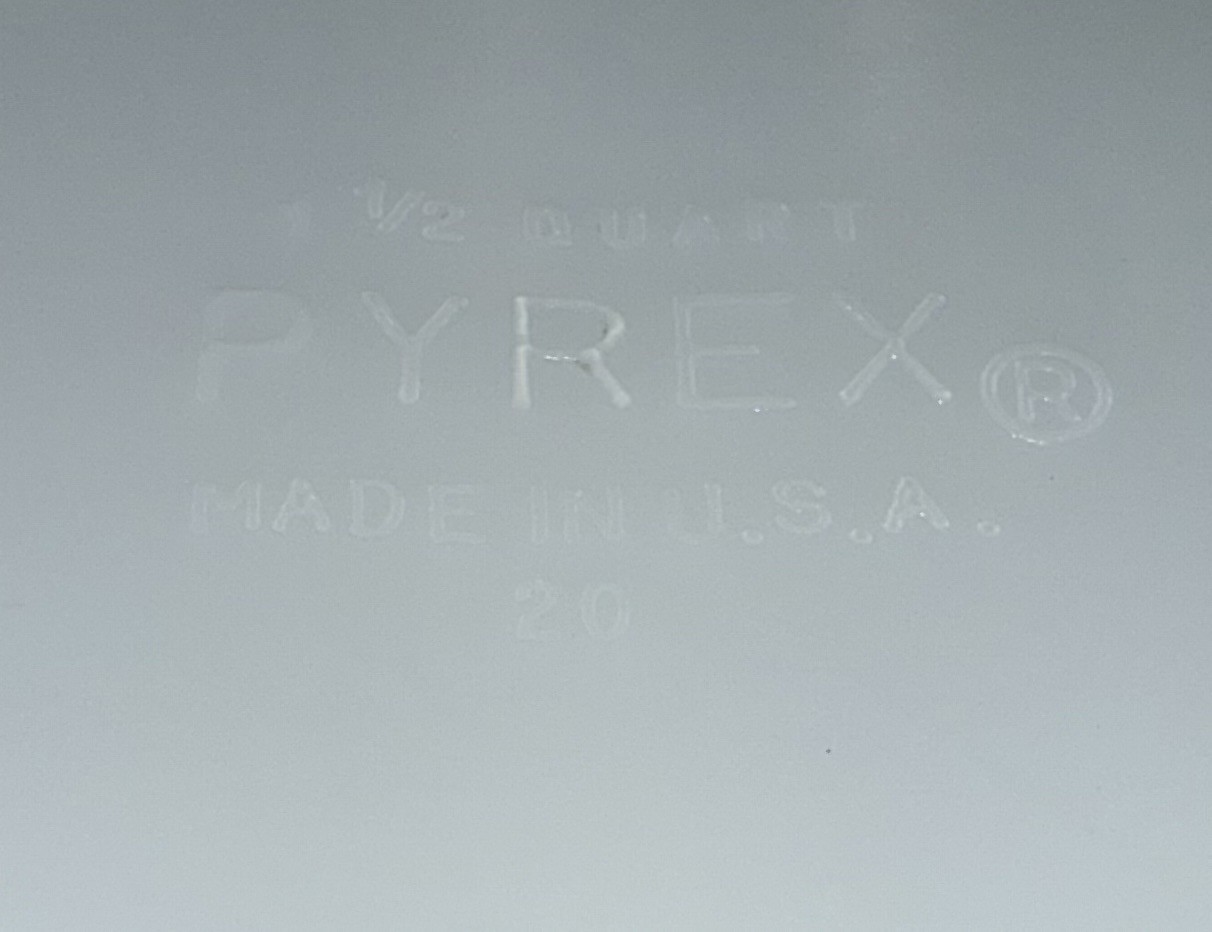 1 1/2 QUART
PYREX ®
MADE IN U.S.A.
20